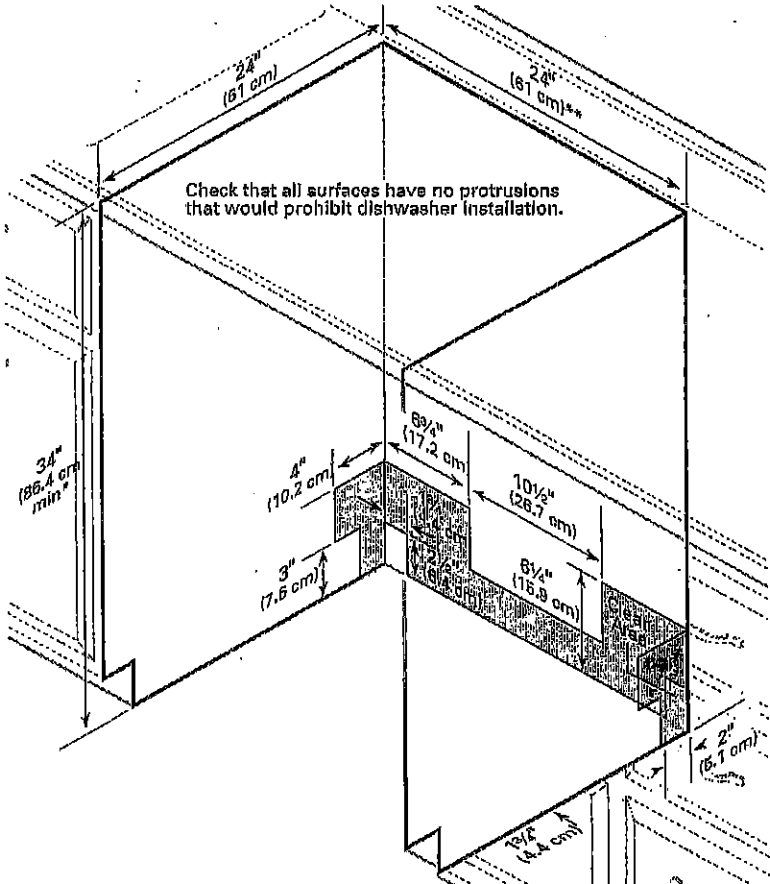 24"
(61 cm)
24"
(61 cm)**
Check that all surfaces have no protrusions
that would prohibit dishwasher installation.
34"
(86.4 cm
min*
6¾"
(17.2 cm)
4"
(10.2 cm)
10½"
(26.7 cm)
3"
(7.6 cm)
6¼"
(15.9 cm)
Clear
Area
2"
(5.1 cm)
1¾"
(4.4 cm)